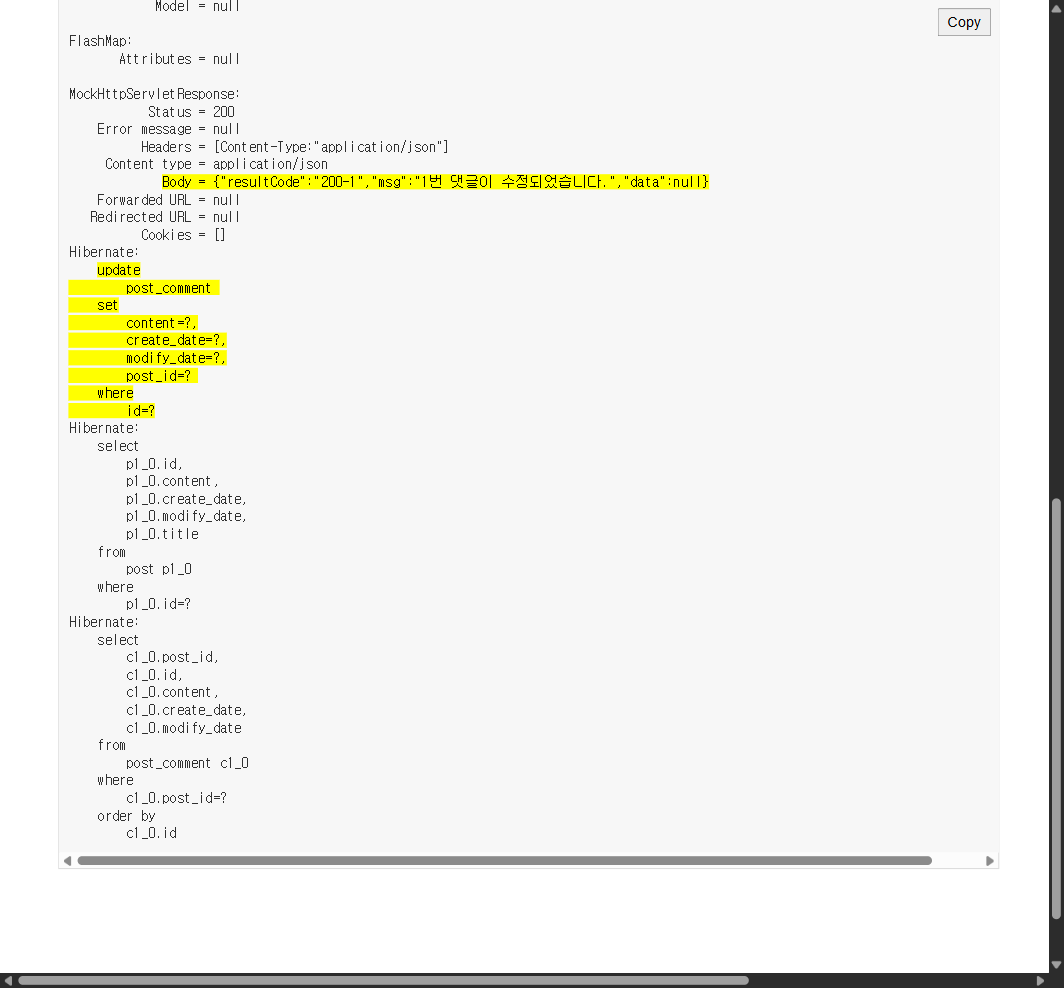 Model = null
Copy
FlashMap:
Attributes = null
MockHttpServletResponse:
Status = 200
Error message = null
Headers = [Content-Type:"application/json"]
Content type = application/json
Body = {"resultCode":"200-1","msg":"1번 댓글이 수정되었습니다.","data":null}
Forwarded URL = null
Redirected URL = null
Cookies = []
Hibernate:
update
post_comment
set
content=?,
create_date=?,
modify_date=?,
post_id=?
where
id=?
Hibernate:
select
p1_0.id,
p1_0.content,
p1_0.create_date,
p1_0.modify_date,
p1_0.title
from
post p1_0
where
p1_0.id=?
Hibernate:
select
c1_0.post_id,
c1_0.id,
c1_0.content,
c1_0.create_date,
c1_0.modify_date
from
post_comment c1_0
where
c1_0.post_id=?
order by
c1_0.id